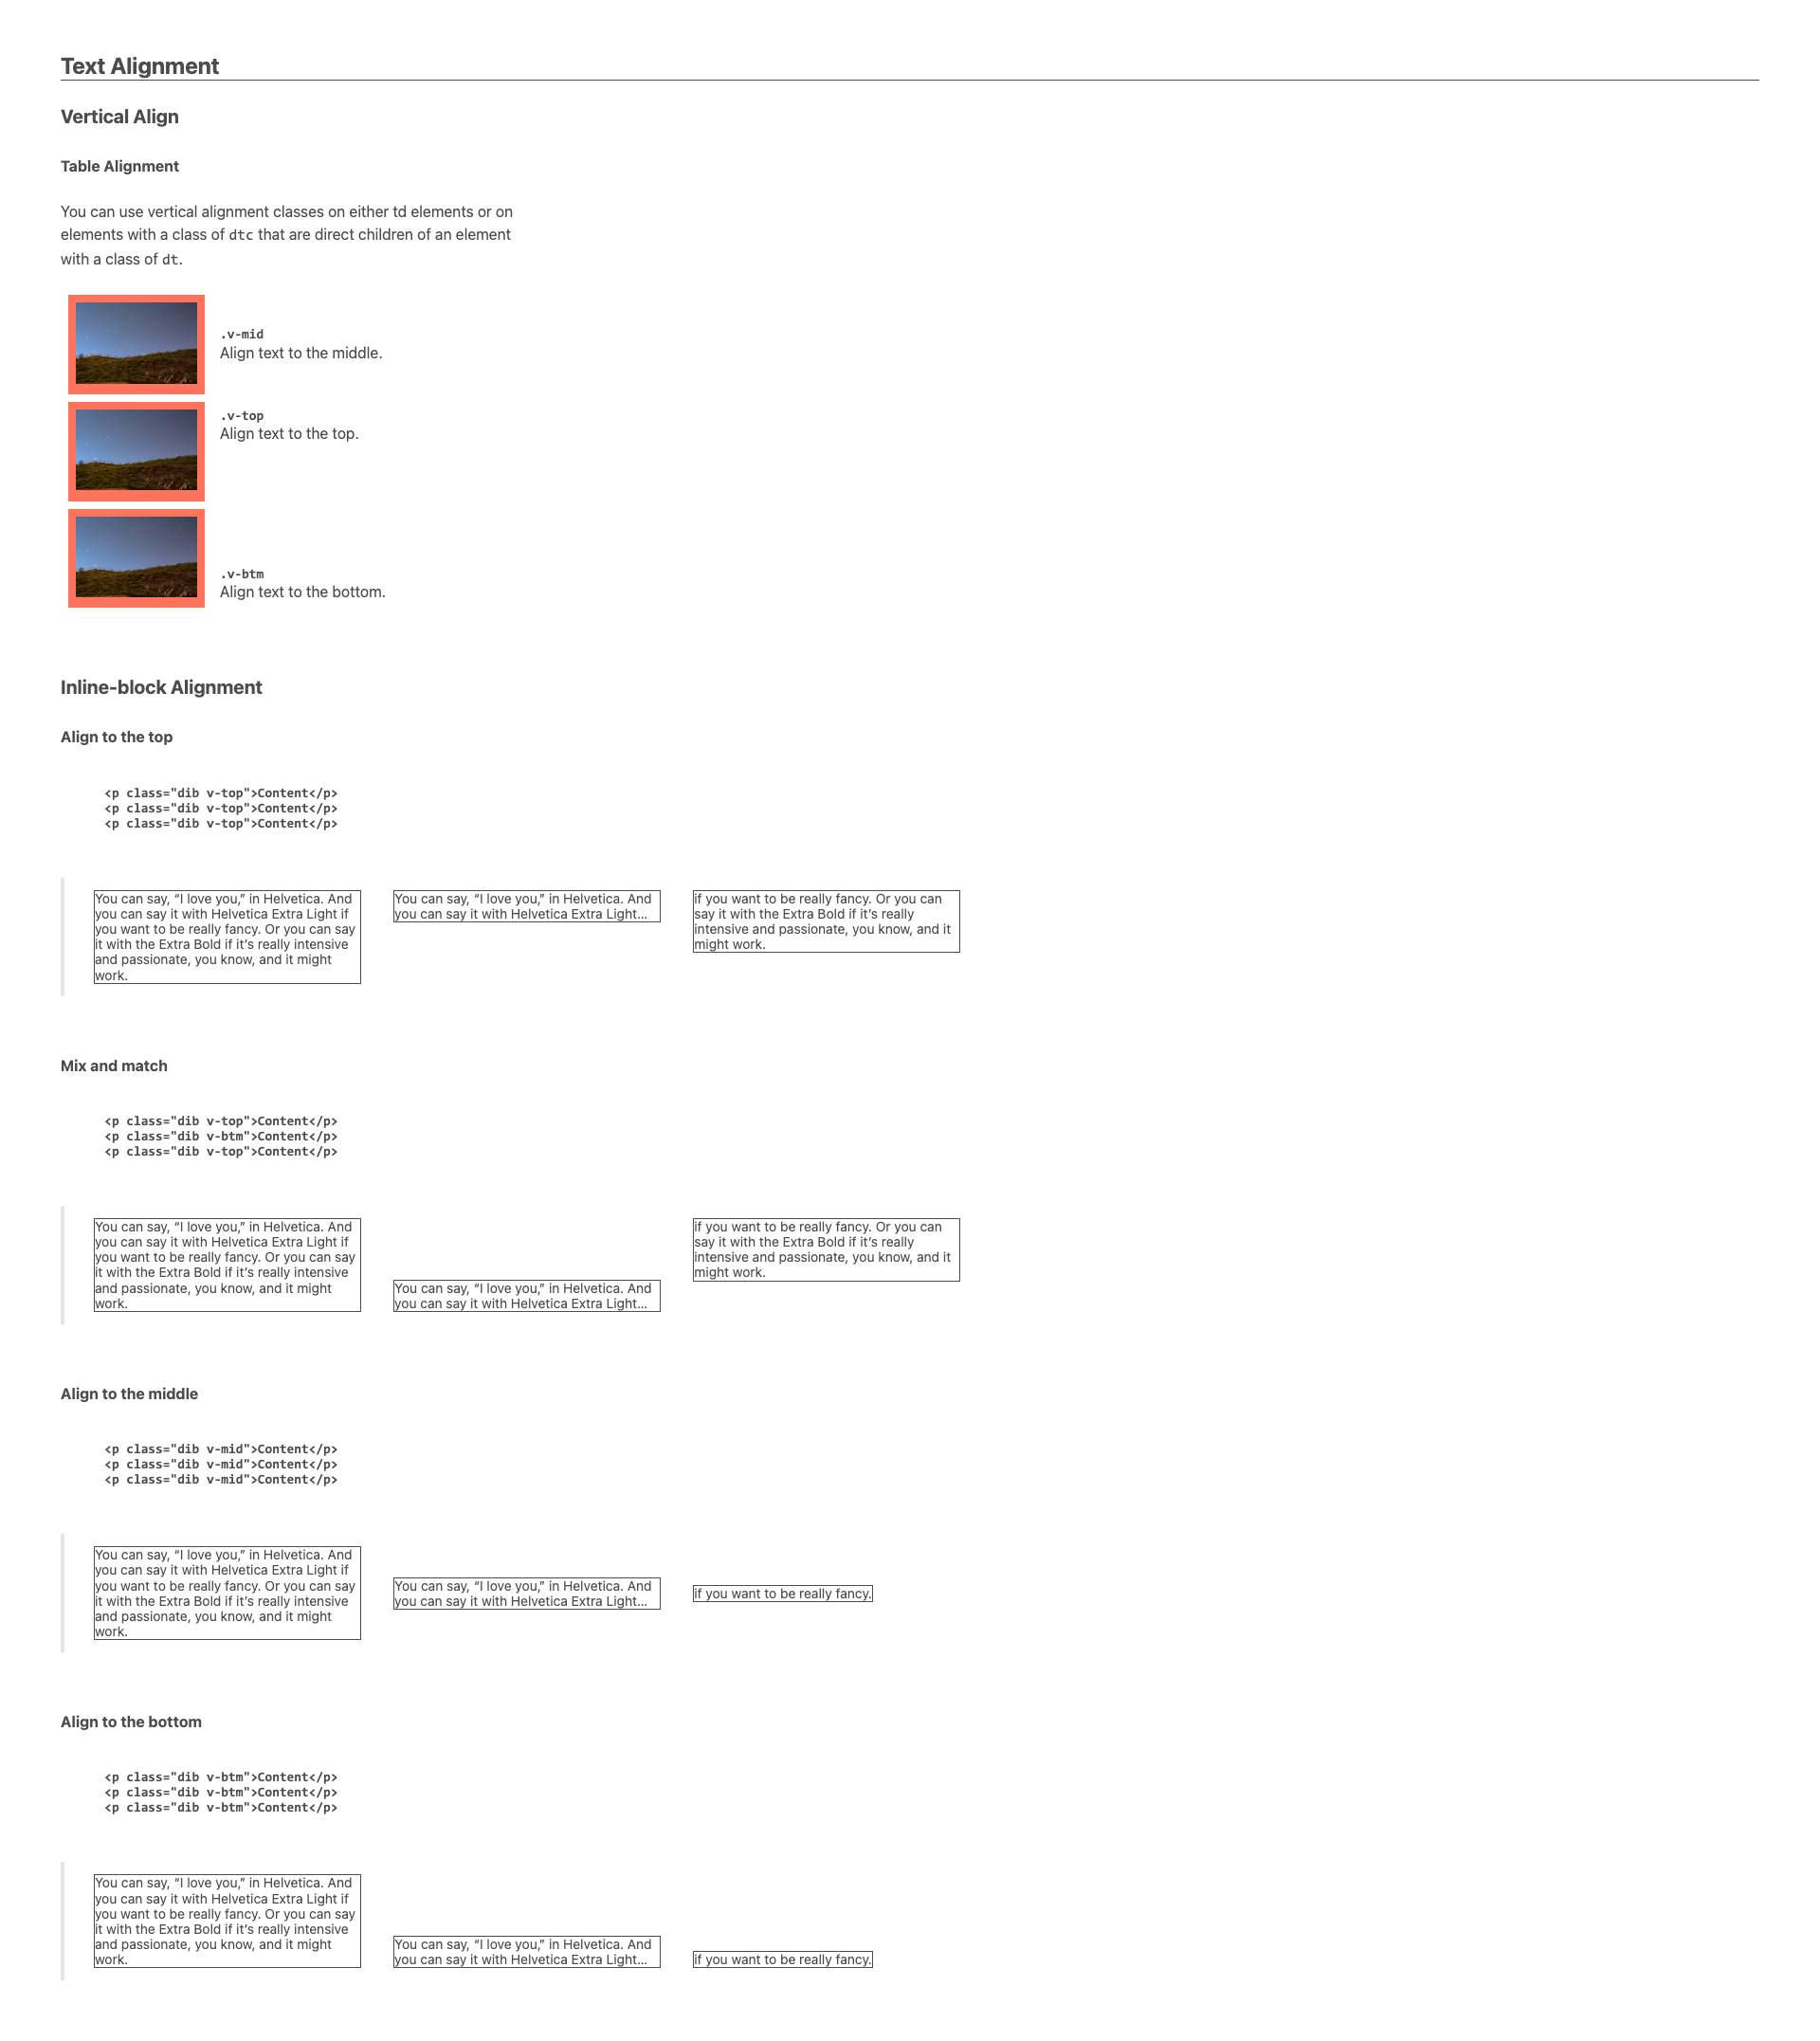 Text Alignment
Vertical Align
Table Alignment
You can use vertical alignment classes on either td elements or on
elements with a class of dtc that are direct children of an element
with a class of dt.
.v-mid
Align text to the middle.
.v-top
Align text to the top.
.v-btm
Align text to the bottom.
Inline-block Alignment
Align to the top
<p class="dib v-top">Content</p>
<p class="dib v-top">Content</p>
<p class="dib v-top">Content</p>
You can say, “I love you,” in Helvetica. And
you can say it with Helvetica Extra Light if
you want to be really fancy. Or you can say
it with the Extra Bold if it’s really intensive
and passionate, you know, and it might
work.
You can say, “I love you,” in Helvetica. And
you can say it with Helvetica Extra Light…
if you want to be really fancy. Or you can
say it with the Extra Bold if it’s really
intensive and passionate, you know, and it
might work.
Mix and match
<p class="dib v-top">Content</p>
<p class="dib v-btm">Content</p>
<p class="dib v-top">Content</p>
You can say, “I love you,” in Helvetica. And
you can say it with Helvetica Extra Light if
you want to be really fancy. Or you can say
it with the Extra Bold if it’s really intensive
and passionate, you know, and it might
work.
You can say, “I love you,” in Helvetica. And
you can say it with Helvetica Extra Light…
if you want to be really fancy. Or you can
say it with the Extra Bold if it’s really
intensive and passionate, you know, and it
might work.
Align to the middle
<p class="dib v-mid">Content</p>
<p class="dib v-mid">Content</p>
<p class="dib v-mid">Content</p>
You can say, “I love you,” in Helvetica. And
you can say it with Helvetica Extra Light if
you want to be really fancy. Or you can say
it with the Extra Bold if it’s really intensive
and passionate, you know, and it might
work.
You can say, “I love you,” in Helvetica. And
you can say it with Helvetica Extra Light…
if you want to be really fancy.
Align to the bottom
<p class="dib v-btm">Content</p>
<p class="dib v-btm">Content</p>
<p class="dib v-btm">Content</p>
You can say, “I love you,” in Helvetica. And
you can say it with Helvetica Extra Light if
you want to be really fancy. Or you can say
it with the Extra Bold if it’s really intensive
and passionate, you know, and it might
work.
You can say, “I love you,” in Helvetica. And
you can say it with Helvetica Extra Light…
if you want to be really fancy.